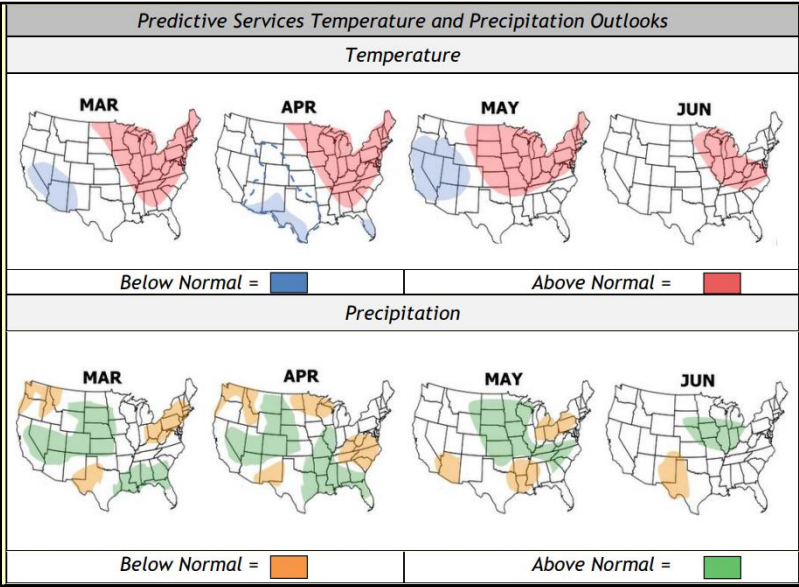 Predictive Services Temperature and Precipitation Outlooks
Temperature
MAR APR MAY JUN
Below Normal = Above Normal =
Precipitation
MAR APR MAY JUN
Below Normal = Above Normal =